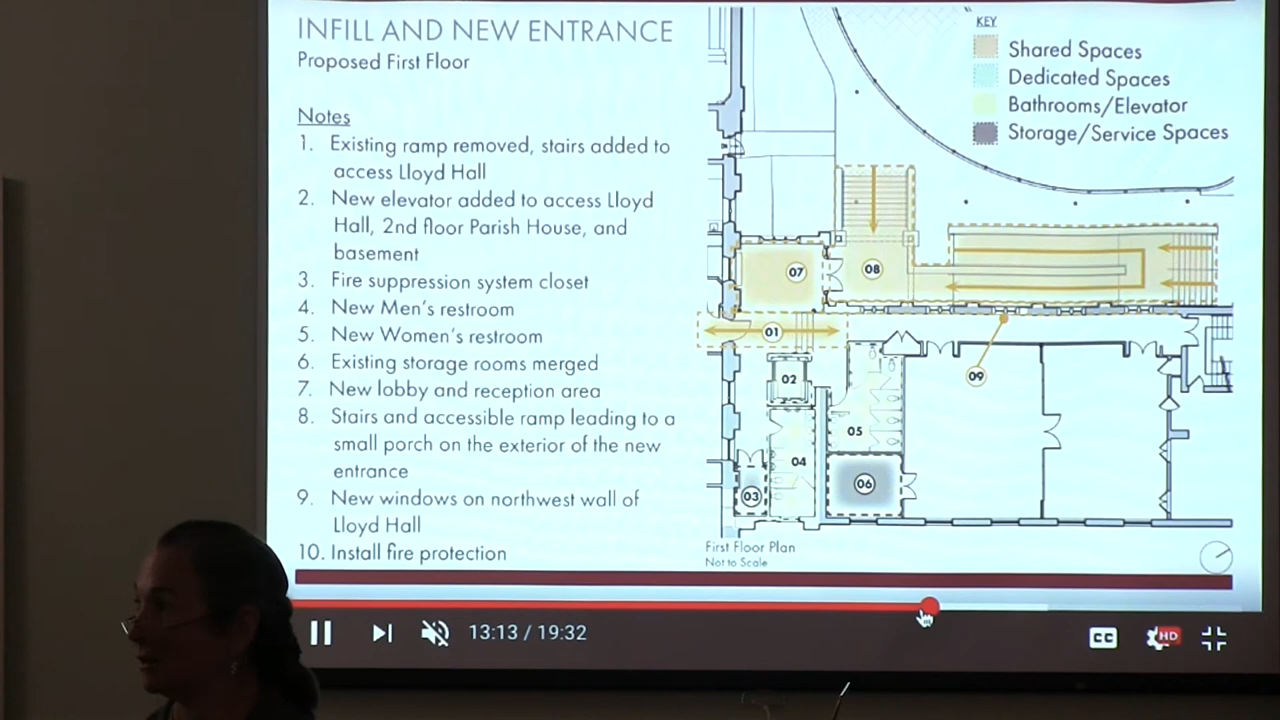 INFILL AND NEW ENTRANCE
Proposed First Floor
Notes
1. Existing ramp removed, stairs added to
access Lloyd Hall
2. New elevator added to access Lloyd
Hall, 2nd floor Parish House, and
basement
3. Fire suppression system closet
4. New Men's restroom
5. New Women's restroom
6. Existing storage rooms merged
7. New lobby and reception area
8. Stairs and accessible ramp leading to a
small porch on the exterior of the new
entrance
9. New windows on northwest wall of
Lloyd Hall
10. Install fire protection
KEY
Shared Spaces
Dedicated Spaces
Bathrooms/Elevator
Storage/Service Spaces
07
08
01
09
02
05
04
06
03
First Floor Plan
Not to Scale
13:13 / 19:32
CC
HD